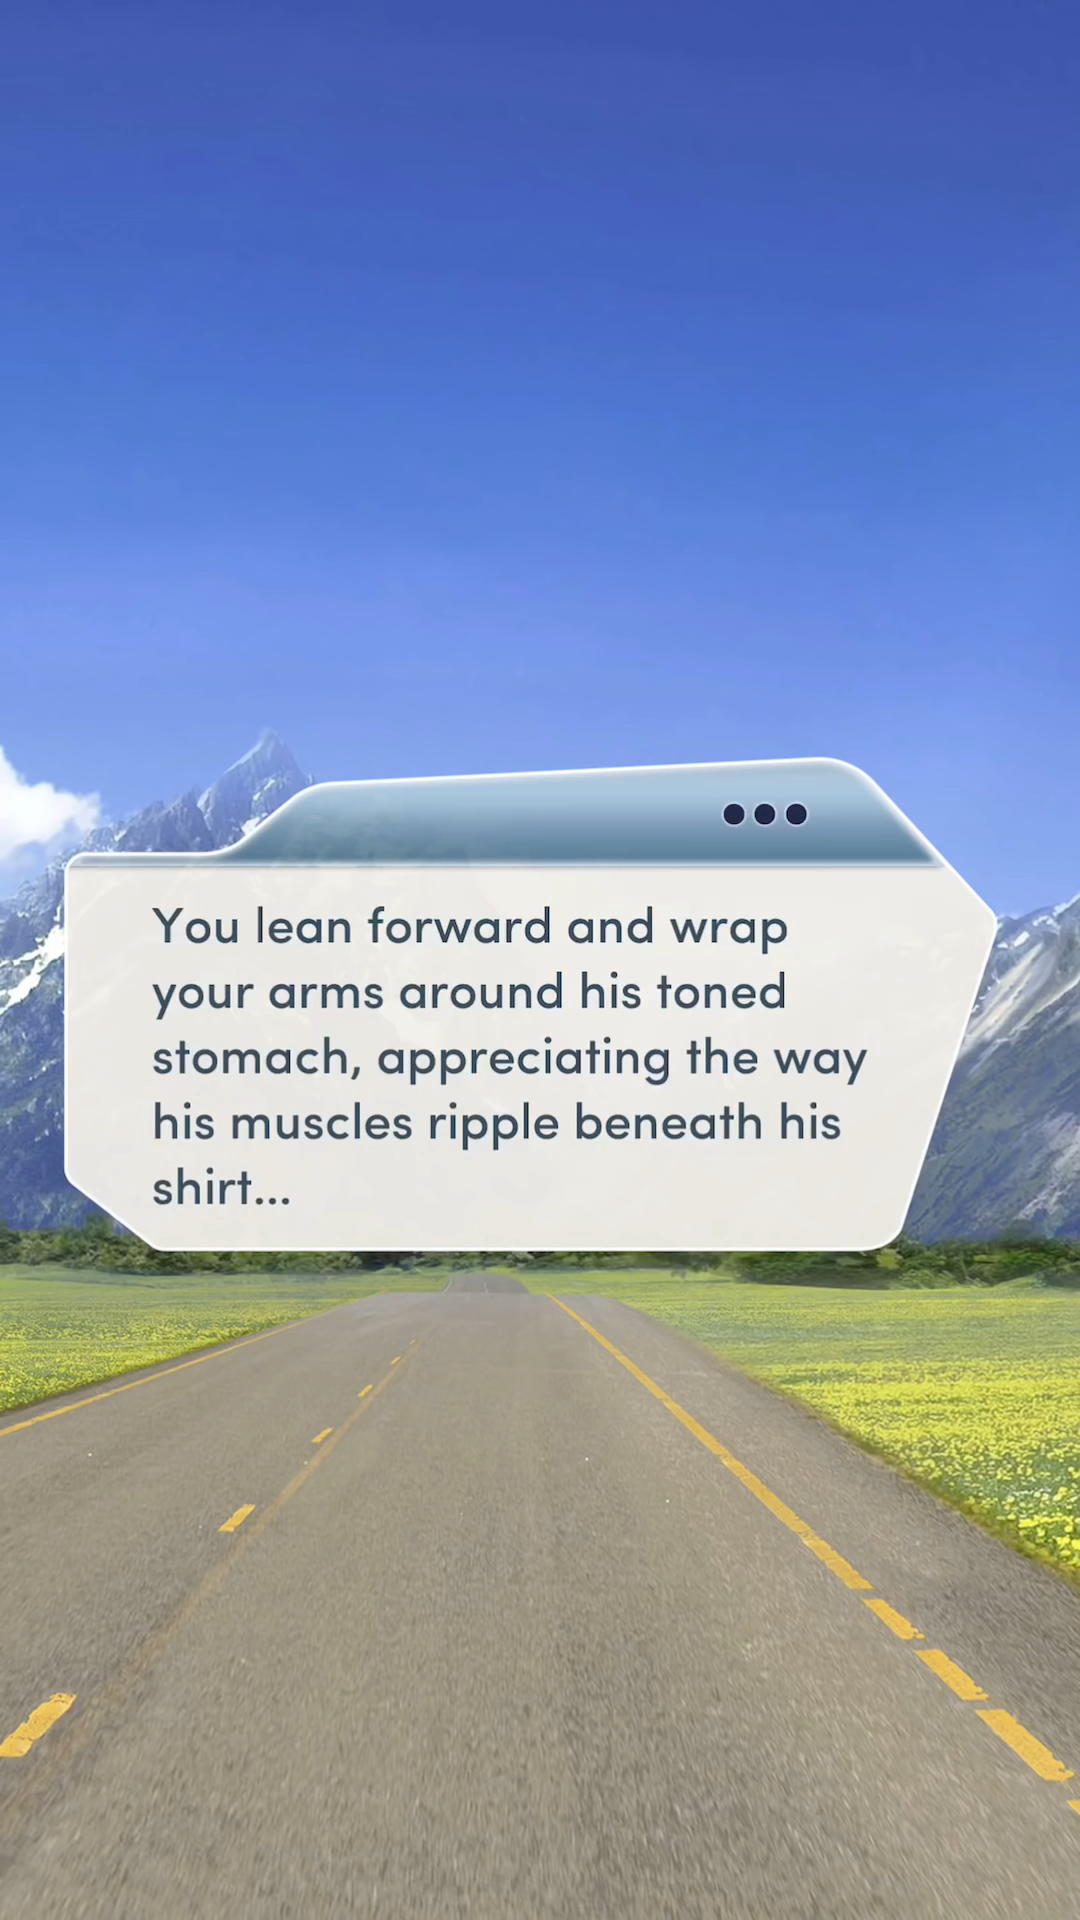 You lean forward and wrap
your arms around his toned
stomach, appreciating the way
his muscles ripple beneath his
shirt...